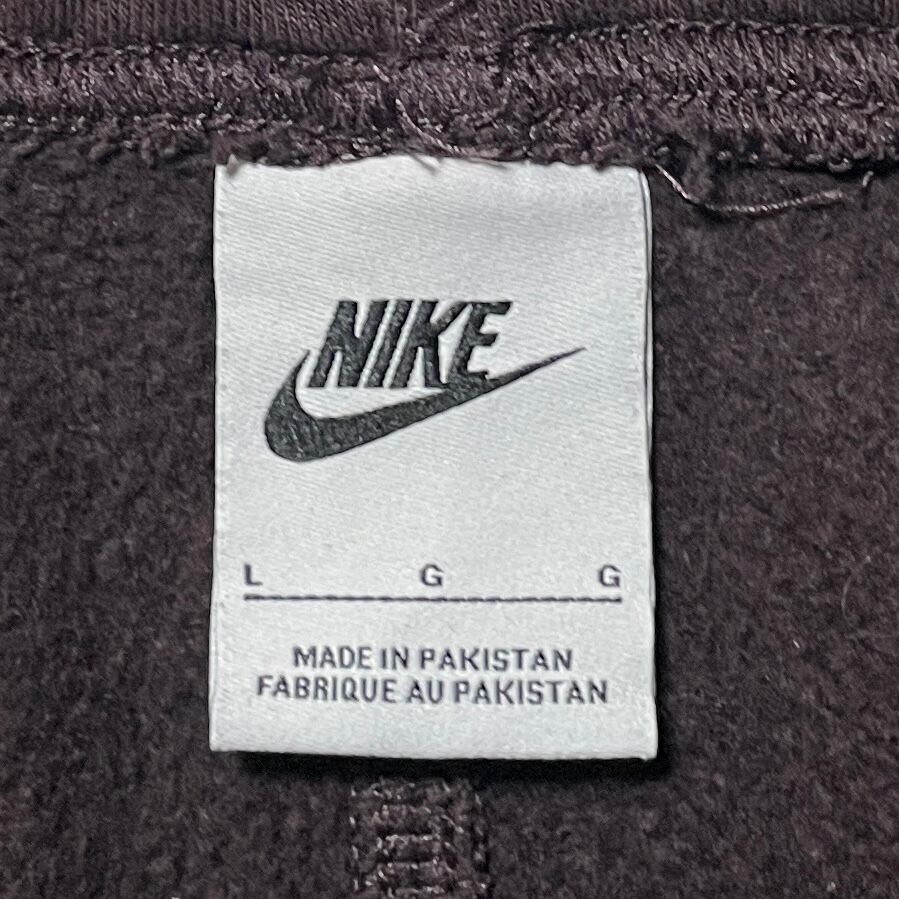 NIKE
L G G
MADE IN PAKISTAN
FABRIQUE AU PAKISTAN